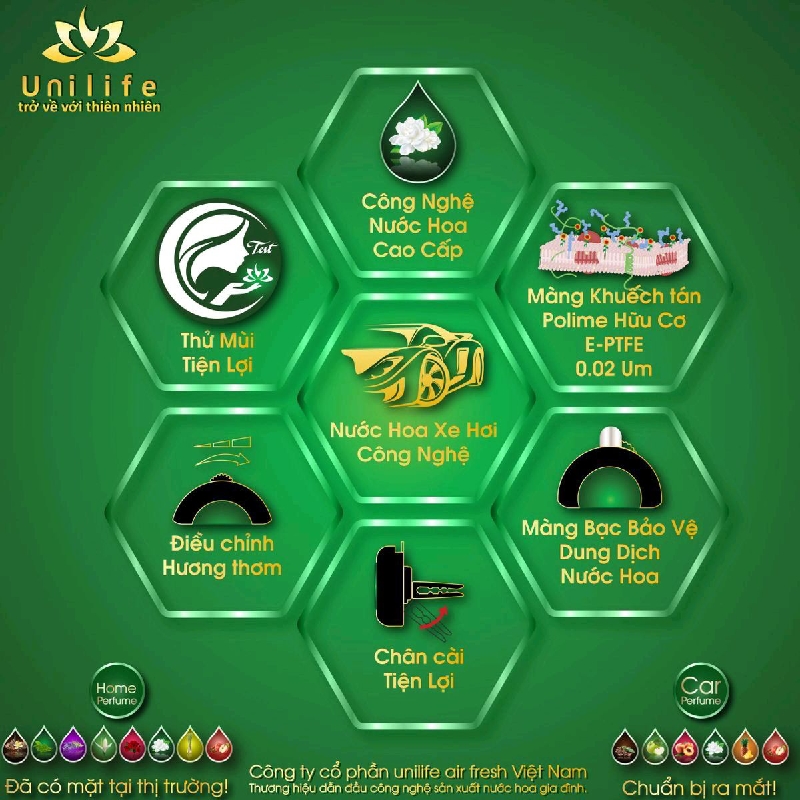 Unilife
trở về với thiên nhiên
Công Nghệ
Nước Hoa
Cao Cấp
Tut
Thử Mùi
Tiện Lợi
Màng Khuếch tán
Polime Hữu Cơ
E-PTFE
0.02 Um
Nước Hoa Xe Hơi
Công Nghệ
Điều chỉnh
Hương thơm
Màng Bạc Bảo Vệ
Dung Dịch
Nước Hoa
Chân cài
Tiện Lợi
Home
Perfume
Đã có mặt tại thị trường!
Công ty cổ phần unilife air fresh Việt Nam
Thương hiệu dẫn đầu công nghệ sản xuất nước hoa gia đình.
Car
Perfume
Chuẩn bị ra mắt!